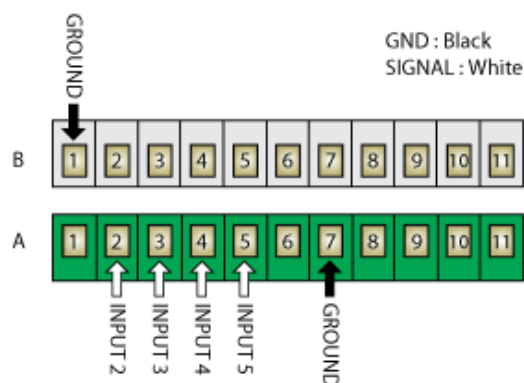 GROUND
GND : Black
SIGNAL : White
B
1 2 3 4 5 6 7 8 9 10 11
A
1 2 3 4 5 6 7 8 9 10 11
INPUT 2
INPUT 3
INPUT 4
INPUT 5
GROUND